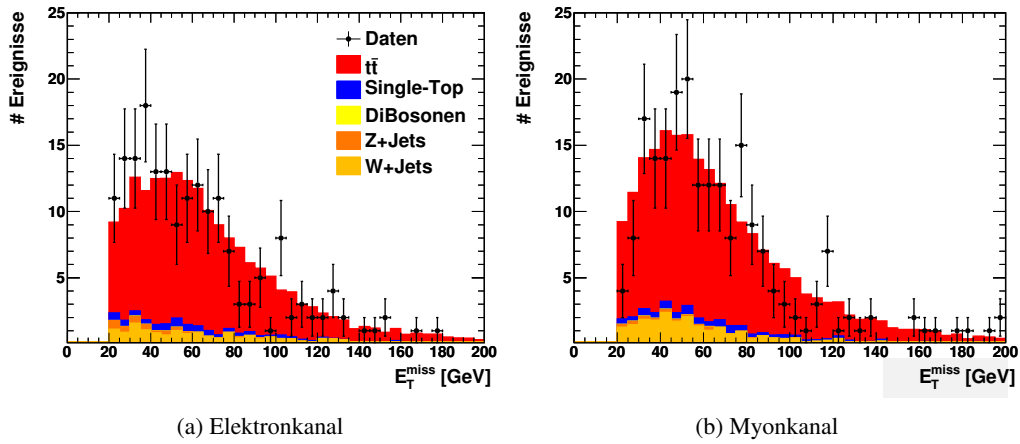 # Ereignisse
25
20
15
10
5
0 20 40 60 80 100 120 140 160 180 200
E_T^miss [GeV]
Daten
tt̄
Single-Top
DiBosonen
Z+Jets
W+Jets
(a) Elektronkanal
# Ereignisse
25
20
15
10
5
0 20 40 60 80 100 120 140 160 180 200
E_T^miss [GeV]
(b) Myonkanal